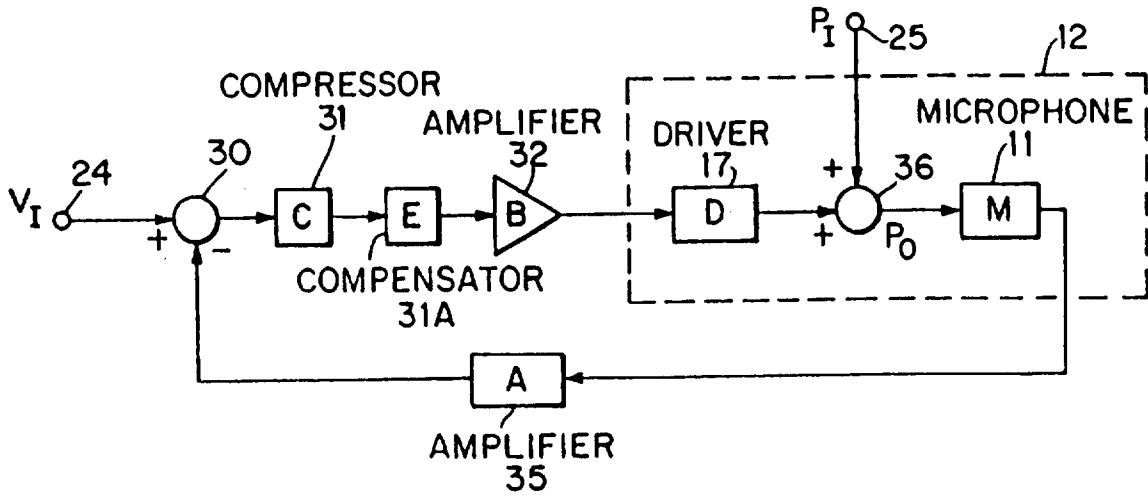 P_I
25
12
COMPRESSOR
31
AMPLIFIER
32
DRIVER
17
MICROPHONE
11
24
30
36
V_I
+
-
C
E
B
D
+
+
P_O
M
COMPENSATOR
31A
A
AMPLIFIER
35